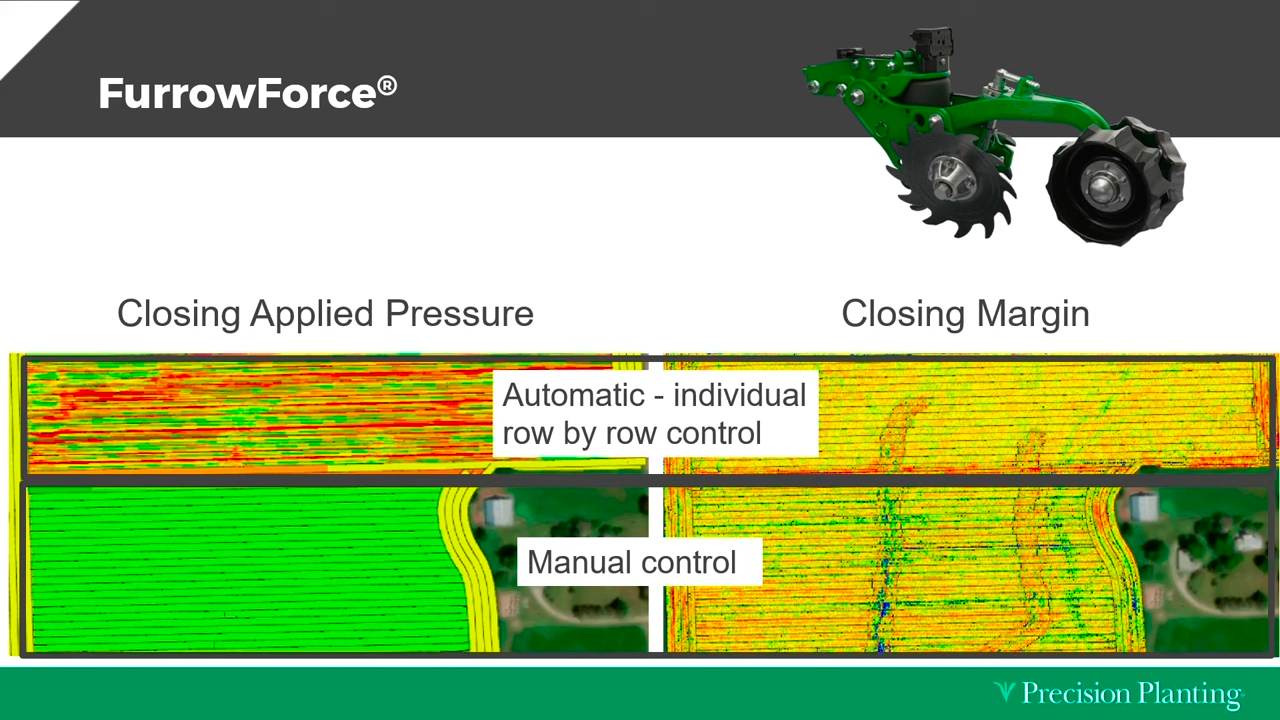 FurrowForce®
Closing Applied Pressure
Closing Margin
Automatic - individual
row by row control
Manual control
Precision Planting